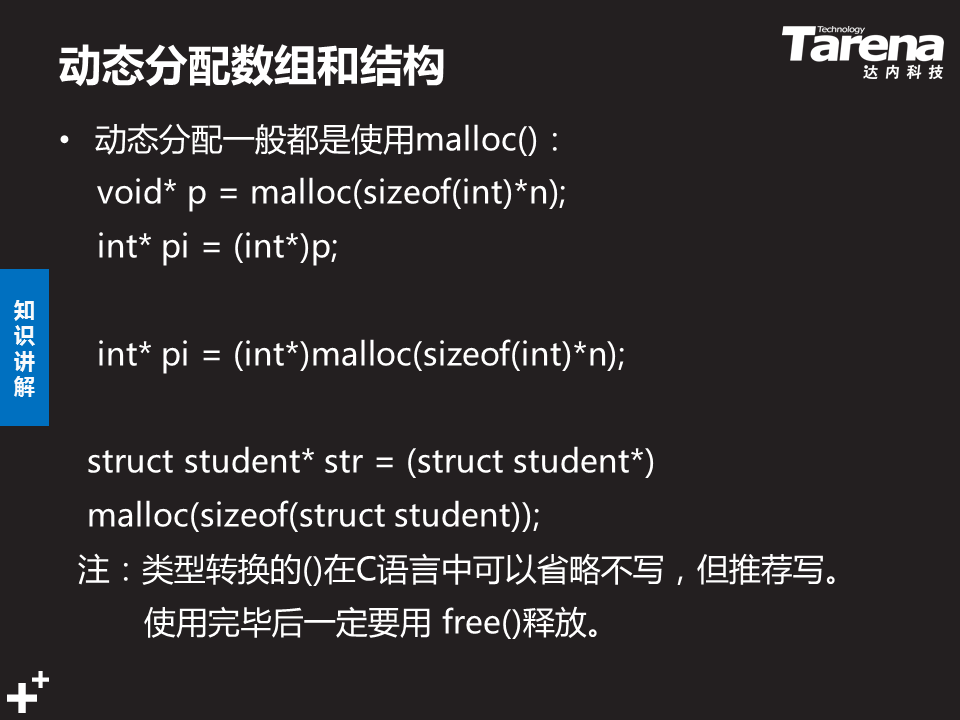 Technology
Tarena
达内科技
动态分配数组和结构
• 动态分配一般都是使用malloc()：
void* p = malloc(sizeof(int)*n);
int* pi = (int*)p;
int* pi = (int*)malloc(sizeof(int)*n);
知识讲解
struct student* str = (struct student*)
malloc(sizeof(struct student));
注：类型转换的()在C语言中可以省略不写，但推荐写。
使用完毕后一定要用 free()释放。